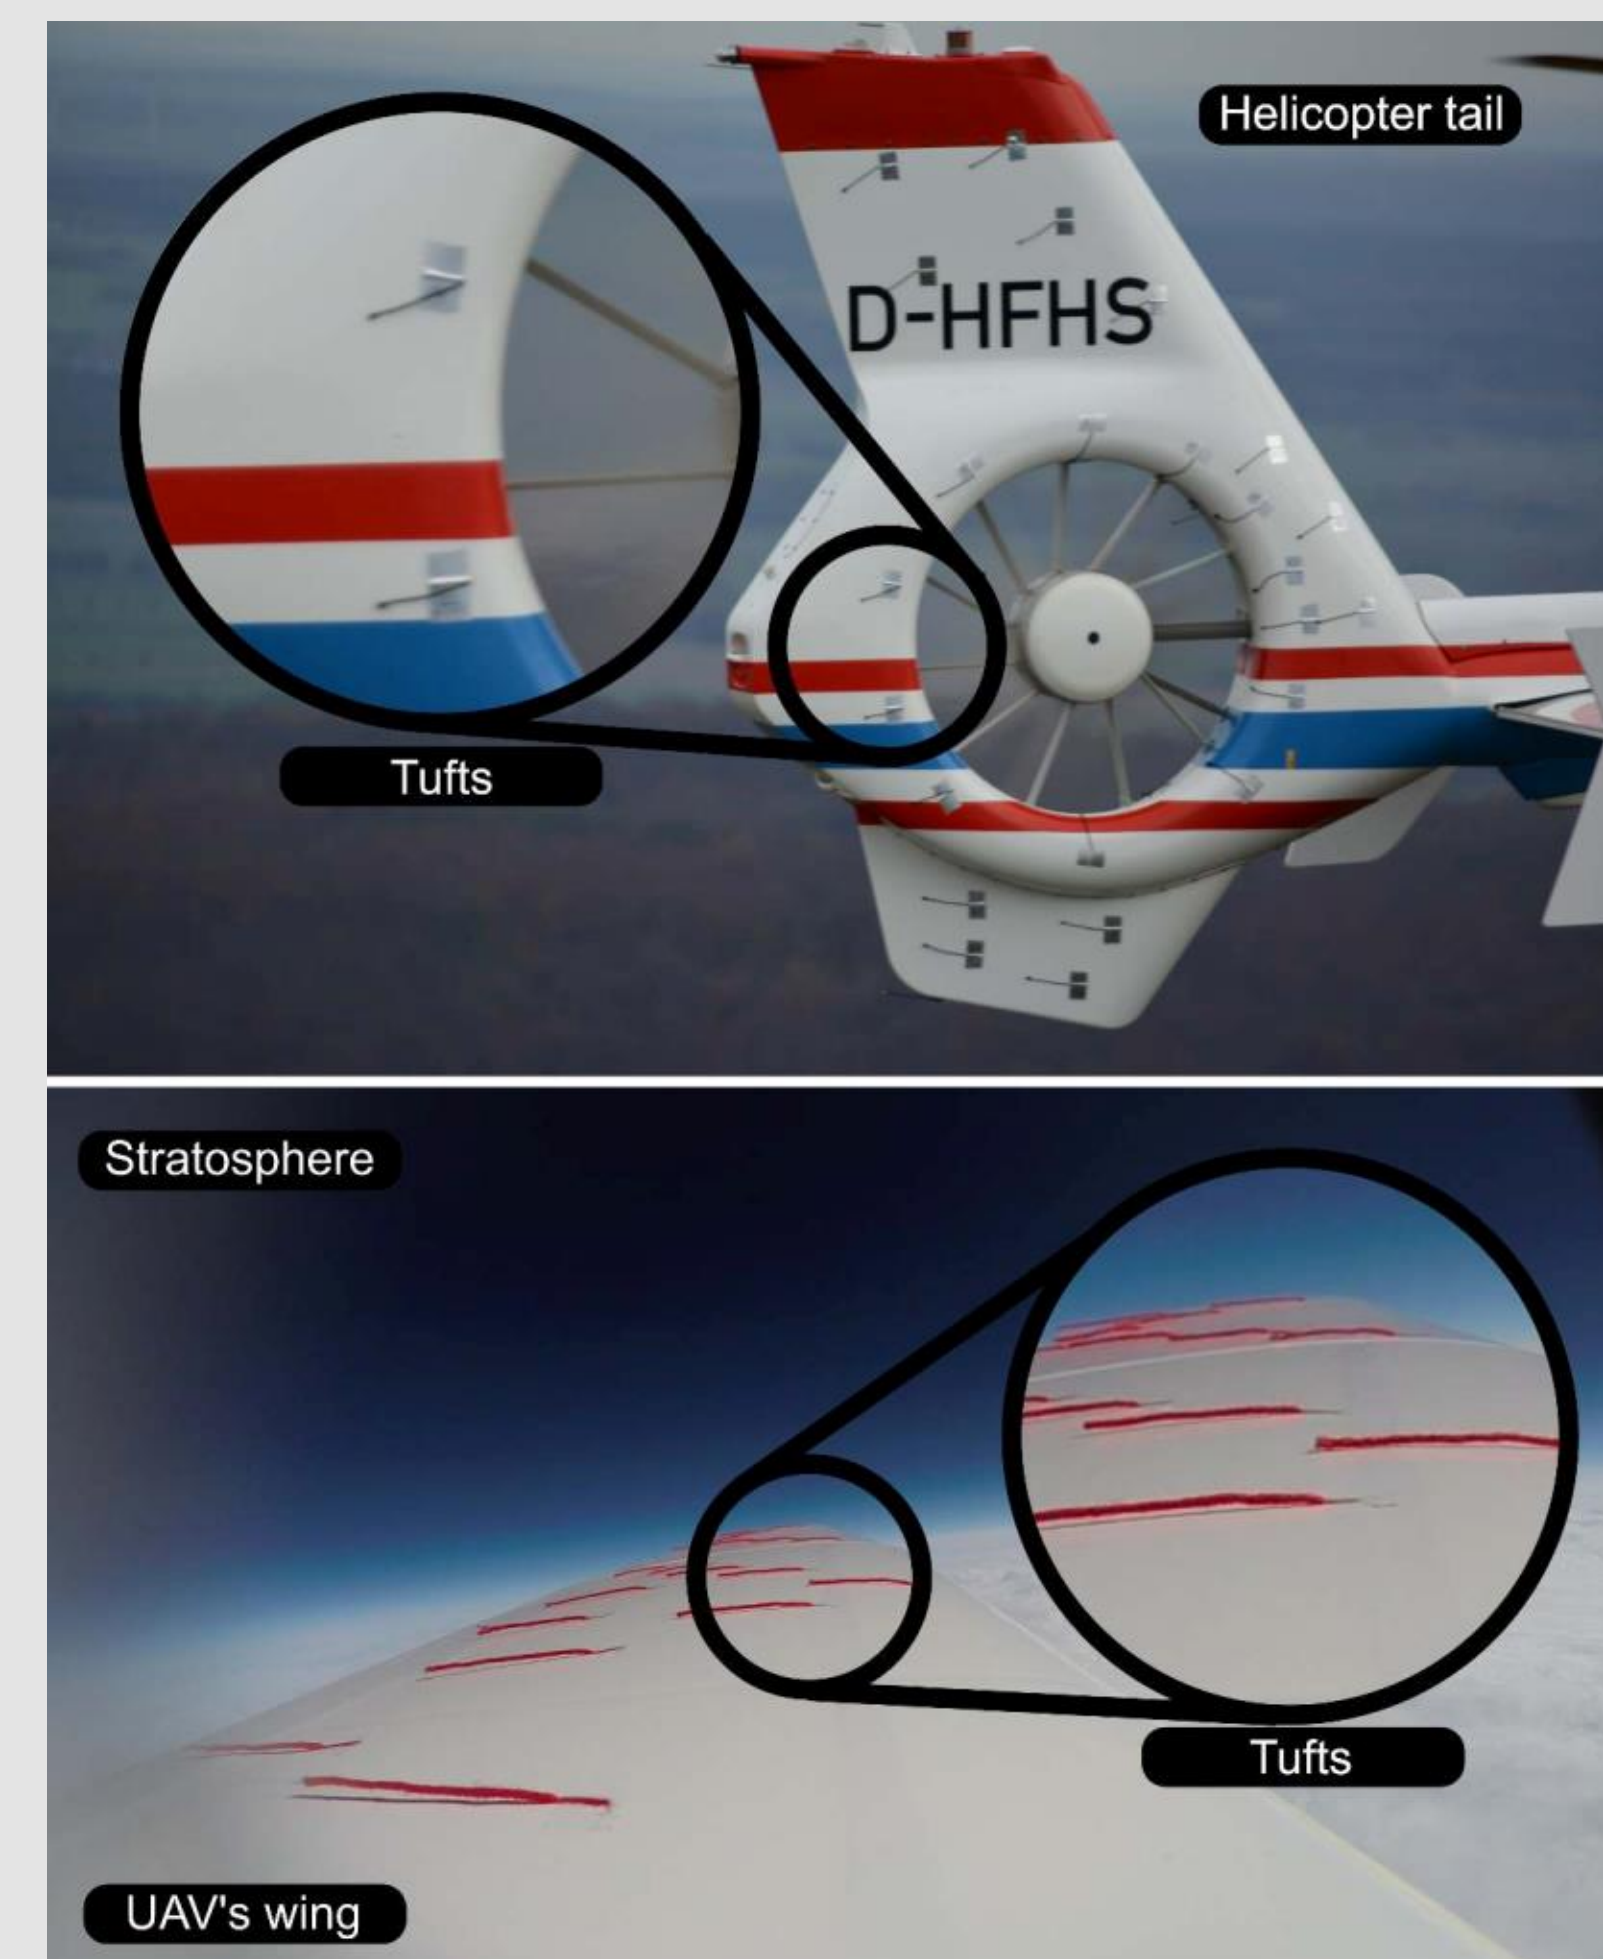 Helicopter tail
D-HFHS
Tufts
Stratosphere
Tufts
UAV's wing